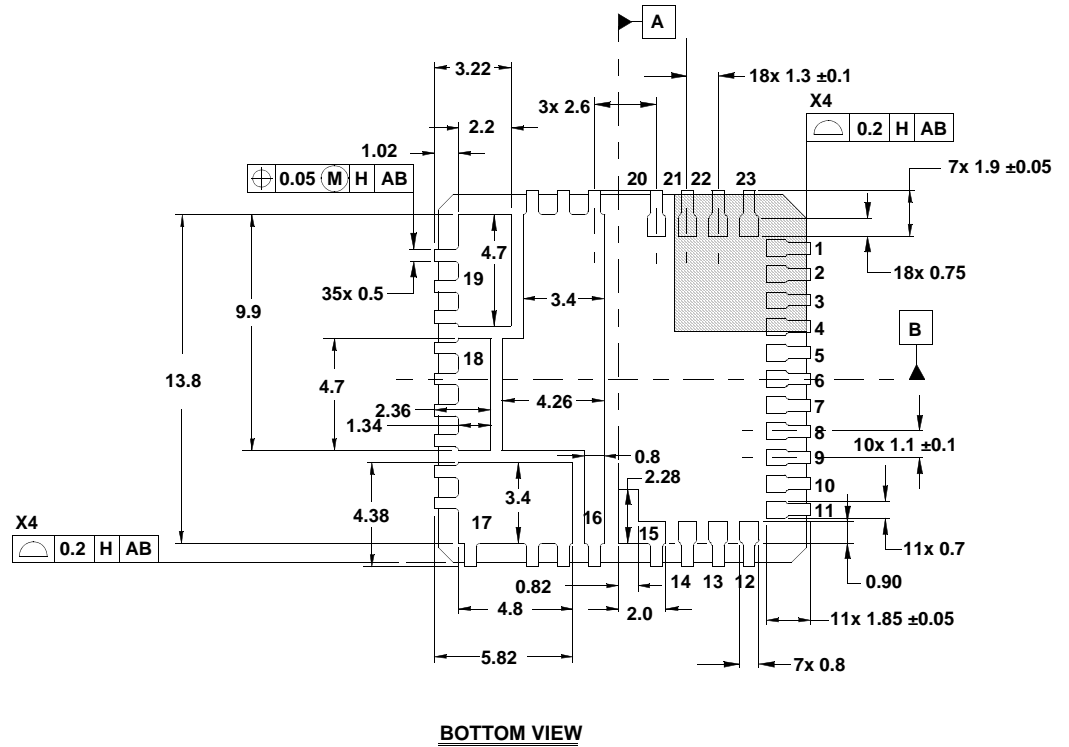 A
3.22
18x 1.3 ±0.1
X4
3x 2.6
0.2 H AB
2.2
1.02
7x 1.9 ±0.05
0.05 M H AB
20 21 22 23
1
4.7
2
18x 0.75
19
35x 0.5
3.4
3
9.9
4
B
5
18
13.8
6
4.7
4.26
7
2.36
1.34
8
10x 1.1 ±0.1
0.8
9
2.28
10
3.4
4.38
11
17
16
X4
15
0.2 H AB
11x 0.7
14 13 12
0.90
0.82
4.8
2.0
11x 1.85 ±0.05
5.82
7x 0.8
BOTTOM VIEW